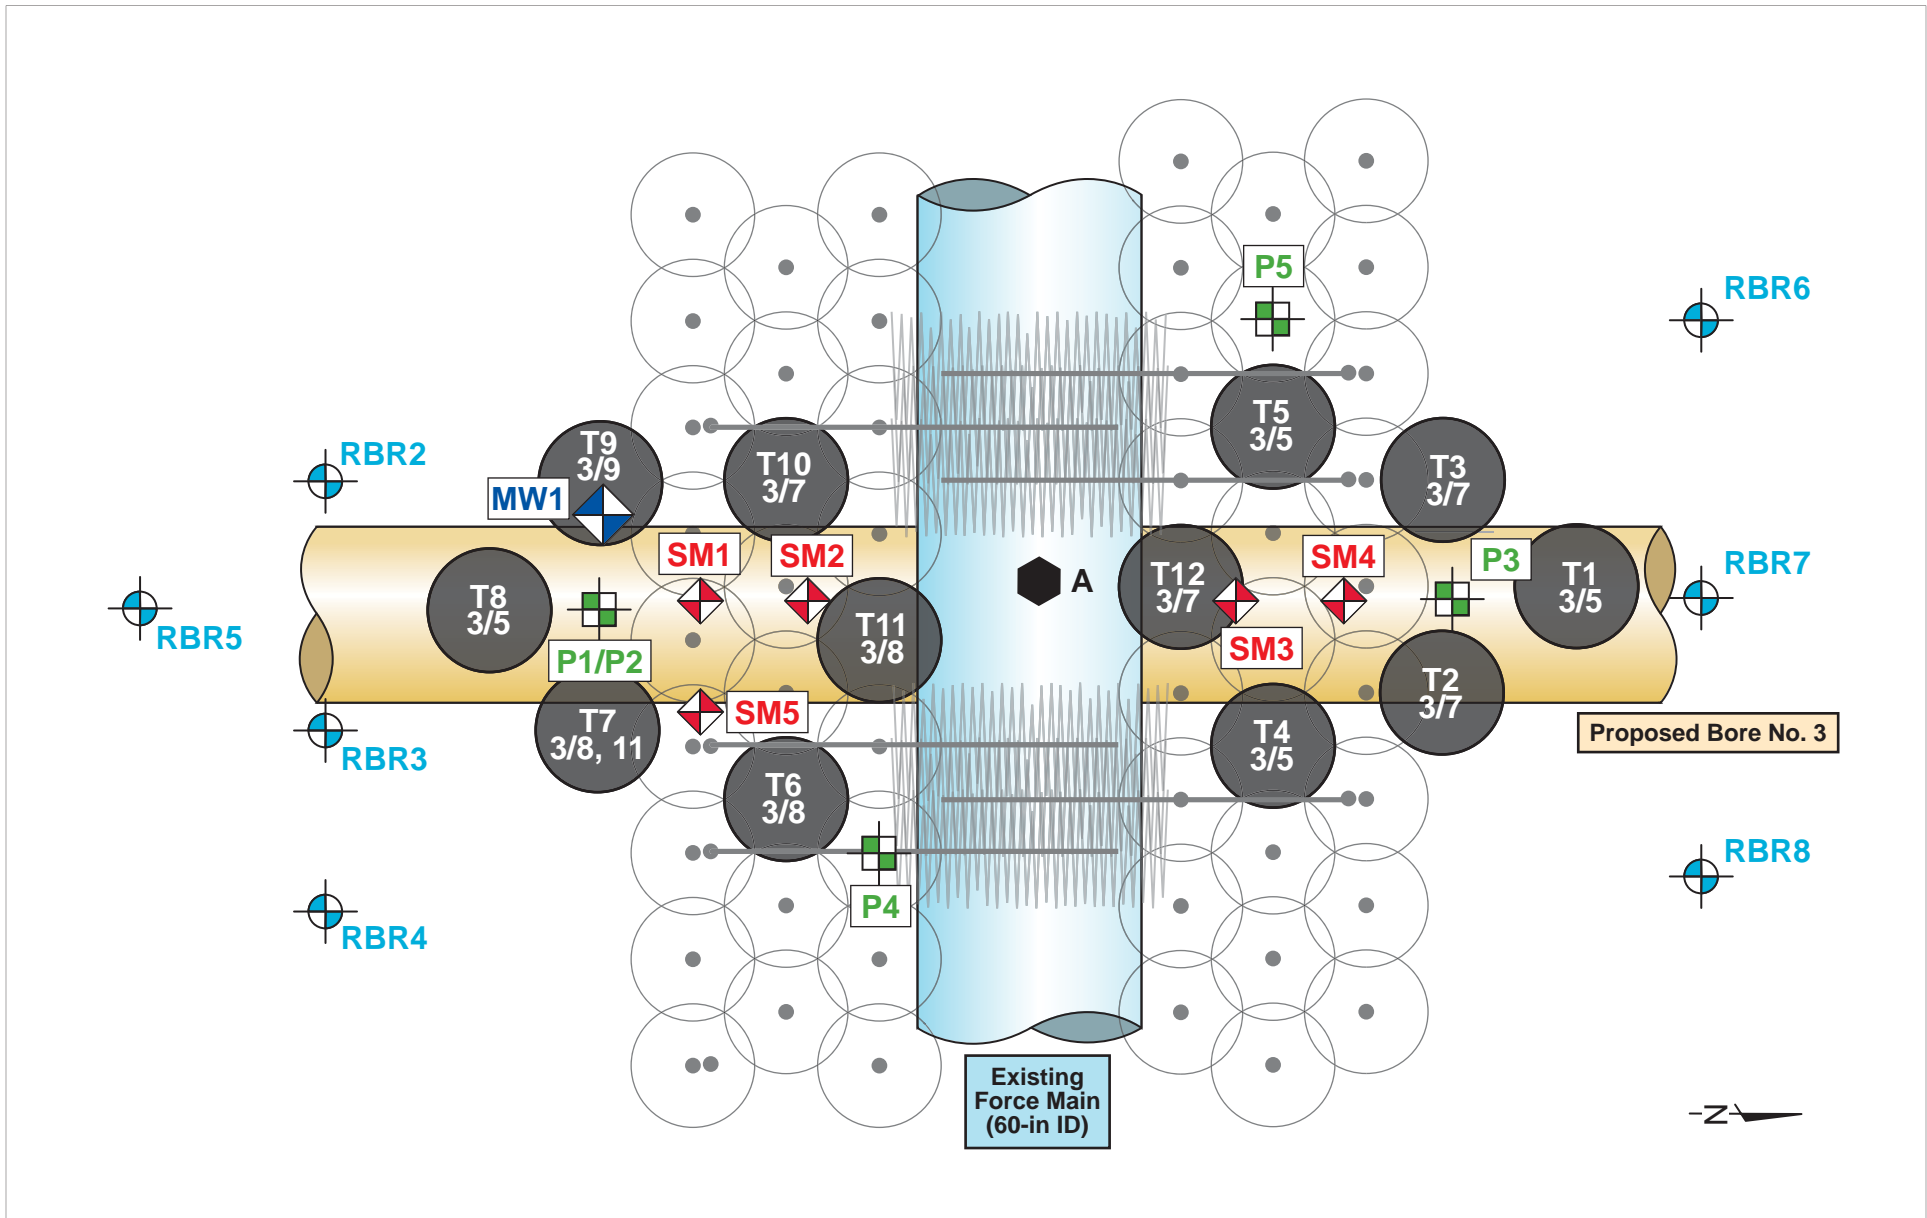 P5
RBR6
T5
3/5
RBR2
T9
3/9
T10
3/7
T3
3/7
MW1
SM1
SM2
SM4
P3
RBR7
A
T12
3/7
T1
3/5
T8
3/5
RBR5
T11
3/8
SM3
P1/P2
T2
3/7
SM5
T7
3/8, 11
T4
3/5
RBR3
Proposed Bore No. 3
T6
3/8
RBR8
P4
RBR4
Existing
Force Main
(60-in ID)
N